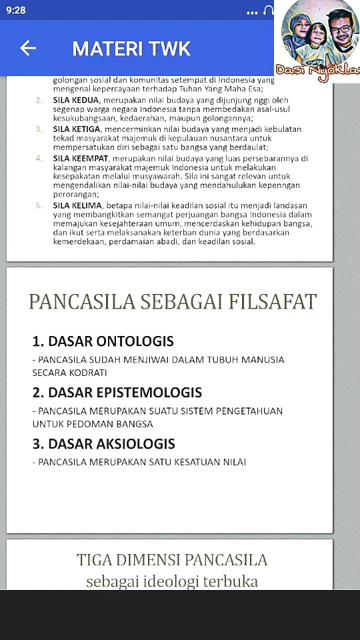 9:28
MATERI TWK
Dasi Nyoklas
golongan sosial dan komunitas setempat di Indonesia yang
mengenal kepercayaan terhadap Tuhan Yang Maha Esa;
2. SILA KEDUA, merupakan nilai budaya yang dijunjung nggi oleh
segenap warga negara Indonesia tanpa membedakan asal-usul
kesukubangsaan, kedaerahan, maupun golongannya;
3. SILA KETIGA, mencerminkan nilai budaya yang menjadi kebulatan
tekad masyarakat majemuk di kepulauan nusantara untuk
mempersatukan diri sebagai satu bangsa yang berdaulat;
4. SILA KEEMPAT, merupakan nilai budaya yang luas persebarannya di
kalangan masyarakat majemuk Indonesia untuk melakukan
kesepakatan melalui musyawarah. Sila ini sangat relevan untuk
mengendalikan nilai-nilai budaya yang mendahulukan kepenngan
perorangan;
5. SILA KELIMA, betapa nilai-nilai keadilan sosial itu menjadi landasan
yang membangkitkan semangat perjuangan bangsa Indonesia dalam
memajukan kesejahteraan umum, mencerdaskan kehidupan bangsa,
dan ikut serta melaksanakan keterban dunia yang berdasarkan
kemerdekaan, perdamaian abadi, dan keadilan sosial.
PANCASILA SEBAGAI FILSAFAT
1. DASAR ONTOLOGIS
- PANCASILA SUDAH MENJIWAI DALAM TUBUH MANUSIA
SECARA KODRATI
2. DASAR EPISTEMOLOGIS
- PANCASILA MERUPAKAN SUATU SISTEM PENGETAHUAN
UNTUK PEDOMAN BANGSA
3. DASAR AKSIOLOGIS
- PANCASILA MERUPAKAN SATU KESATUAN NILAI
TIGA DIMENSI PANCASILA
sebagai ideologi terbuka